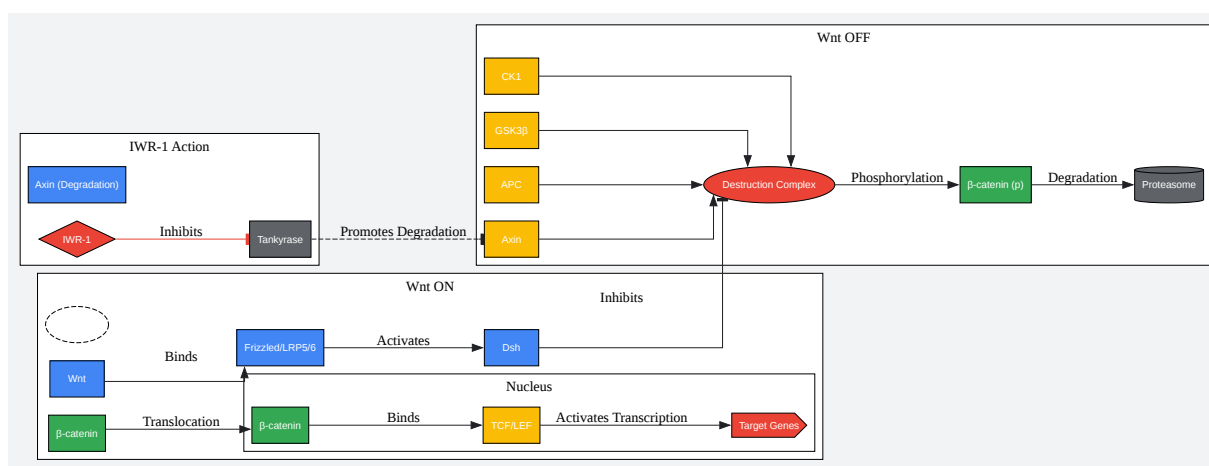 Wnt OFF
CK1
GSK3β
APC
Axin
Destruction Complex
Phosphorylation
β-catenin (p)
Degradation
Proteasome
IWR-1 Action
Axin (Degradation)
IWR-1
Inhibits
Tankyrase
Promotes Degradation
Wnt ON
Inhibits
Frizzled/LRP5/6
Activates
Dsh
Binds
Wnt
Nucleus
β-catenin
Translocation
β-catenin
Binds
TCF/LEF
Activates Transcription
Target Genes